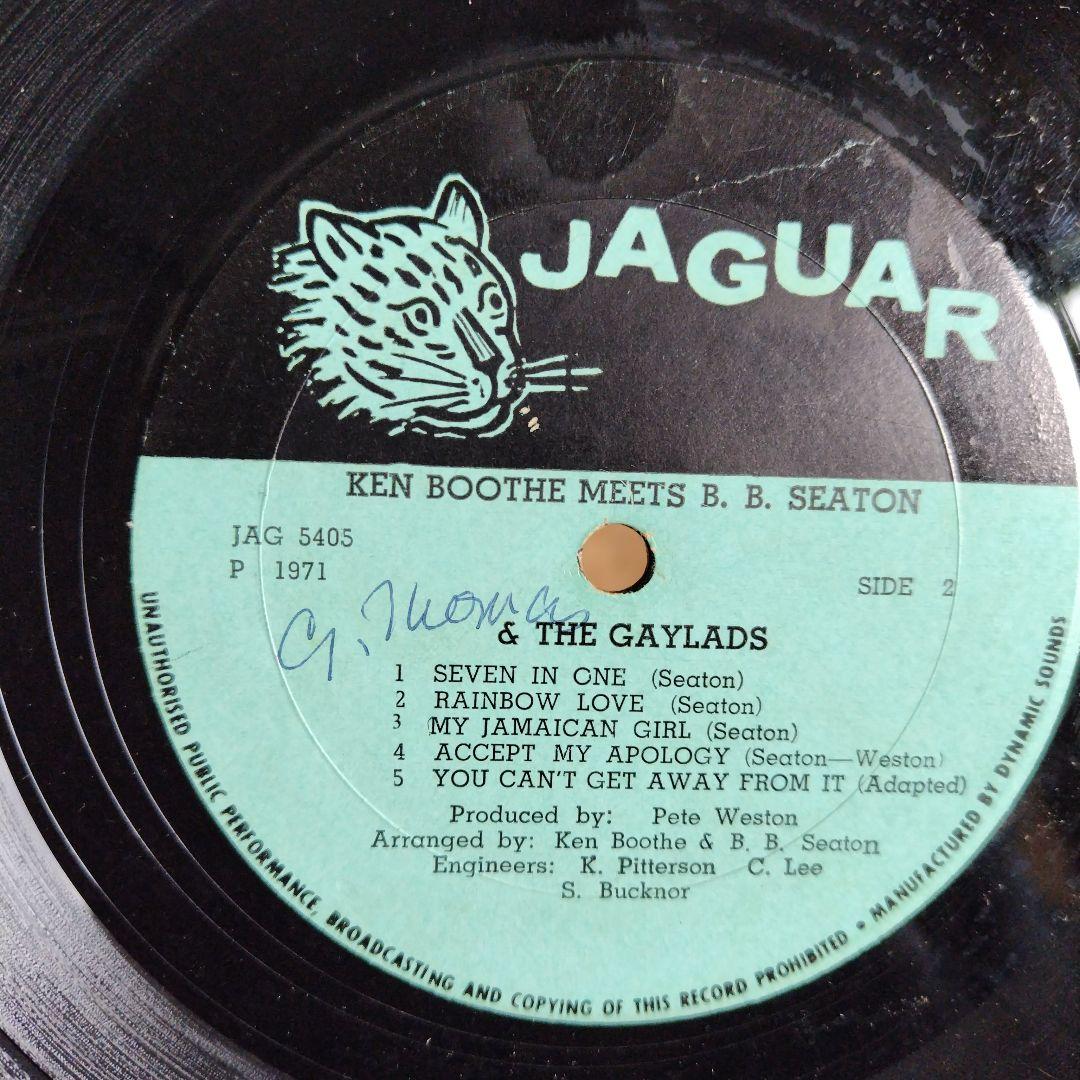 JAGUAR
KEN BOOTHE MEETS B. B. SEATON
JAG 5405
P 1971
SIDE 2
G. Thomas
& THE GAYLADS
1 SEVEN IN ONE (Seaton)
2 RAINBOW LOVE (Seaton)
3 MY JAMAICAN GIRL (Seaton)
4 ACCEPT MY APOLOGY (Seaton—Weston)
5 YOU CAN'T GET AWAY FROM IT (Adapted)
Produced by: Pete Weston
Arranged by: Ken Boothe & B. B. Seaton
Engineers: K. Pitterson C. Lee
S. Bucknor
UNAUTHORISED PUBLIC PERFORMANCE, BROADCASTING AND COPYING OF THIS RECORD PROHIBITED • MANUFACTURED BY DYNAMIC SOUNDS